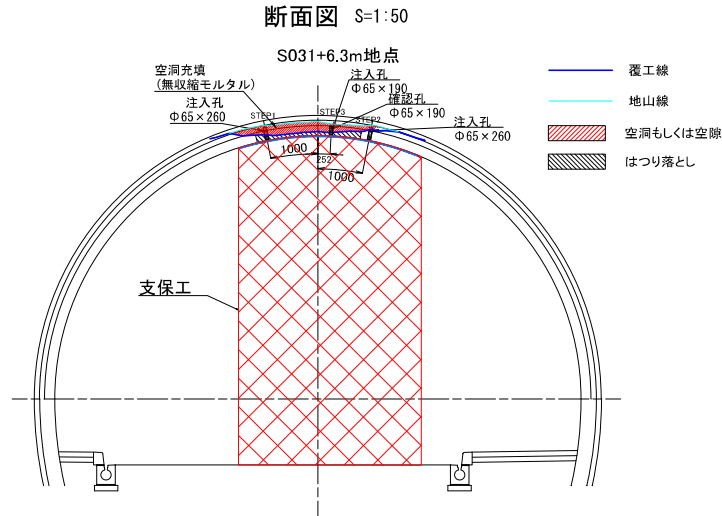 断面図 S=1:50
S031+6.3m地点
空洞充填
(無収縮モルタル)
注入孔
Φ65×260
STEP1
注入孔
Φ65×190
STEP3
確認孔
Φ65×190
STEP2
注入孔
Φ65×260
1000
252
1000
支保工
覆工線
地山線
空洞もしくは空隙
はつり落とし